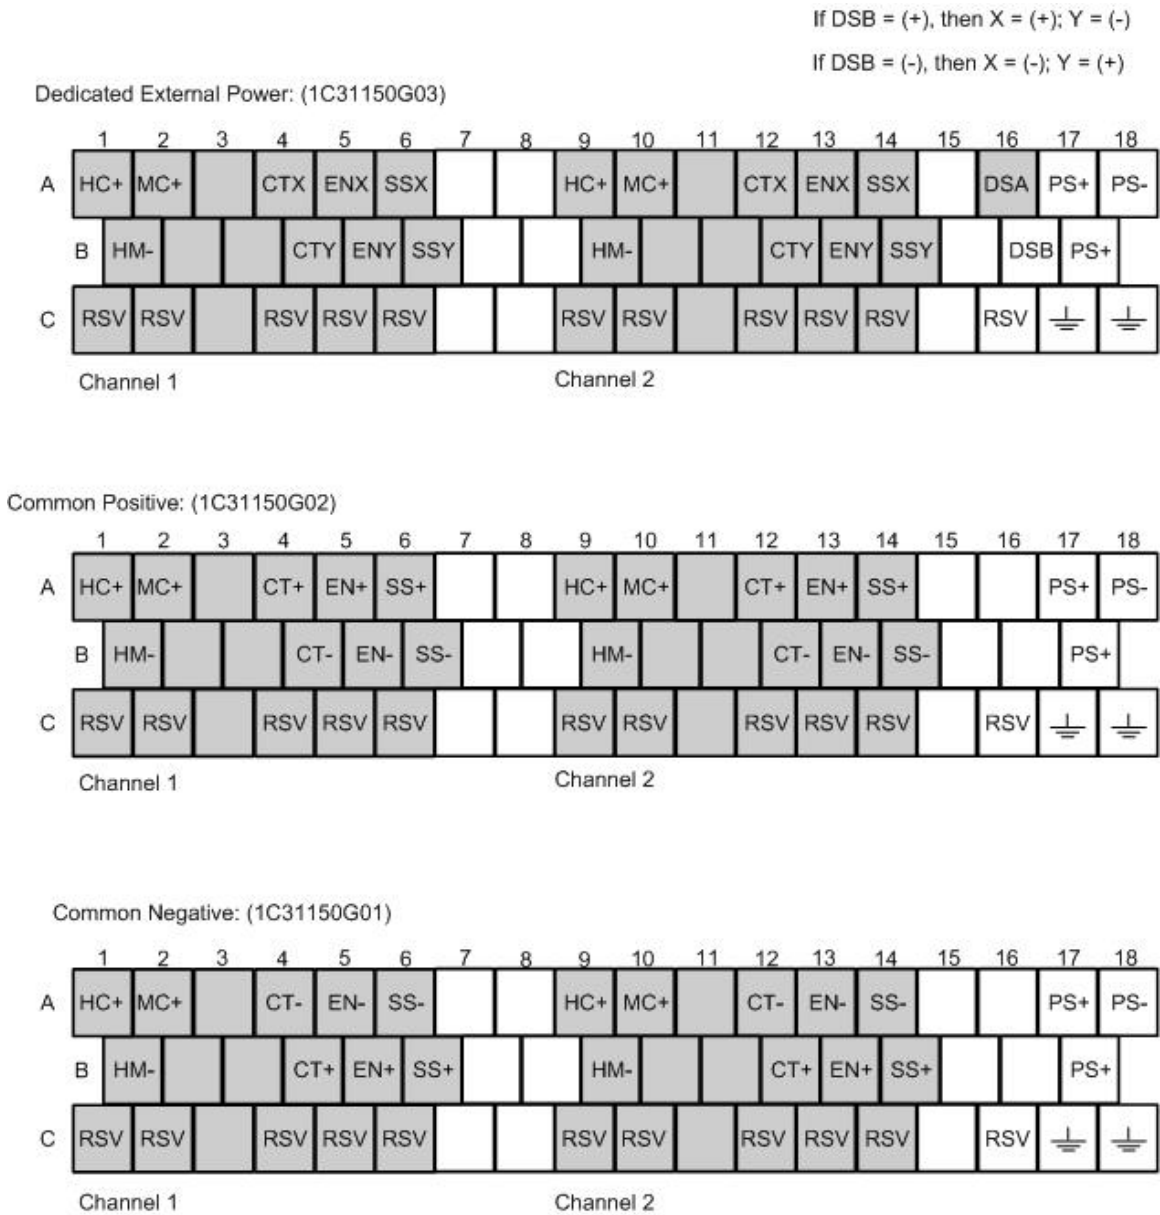 If DSB = (+), then X = (+); Y = (-)
If DSB = (-), then X = (-); Y = (+)
Dedicated External Power: (1C31150G03)
1 2 3 4 5 6 7 8 9 10 11 12 13 14 15 16 17 18
A HC+ MC+ CTX ENX SSX HC+ MC+ CTX ENX SSX DSA PS+ PS-
B HM- CTY ENY SSY HM- CTY ENY SSY DSB PS+
C RSV RSV RSV RSV RSV RSV RSV RSV RSV RSV RSV
Channel 1 Channel 2
Common Positive: (1C31150G02)
1 2 3 4 5 6 7 8 9 10 11 12 13 14 15 16 17 18
A HC+ MC+ CT+ EN+ SS+ HC+ MC+ CT+ EN+ SS+ PS+ PS-
B HM- CT- EN- SS- HM- CT- EN- SS- PS+
C RSV RSV RSV RSV RSV RSV RSV RSV RSV RSV RSV
Channel 1 Channel 2
Common Negative: (1C31150G01)
1 2 3 4 5 6 7 8 9 10 11 12 13 14 15 16 17 18
A HC+ MC+ CT- EN- SS- HC+ MC+ CT- EN- SS- PS+ PS-
B HM- CT+ EN+ SS+ HM- CT+ EN+ SS+ PS+
C RSV RSV RSV RSV RSV RSV RSV RSV RSV RSV RSV
Channel 1 Channel 2